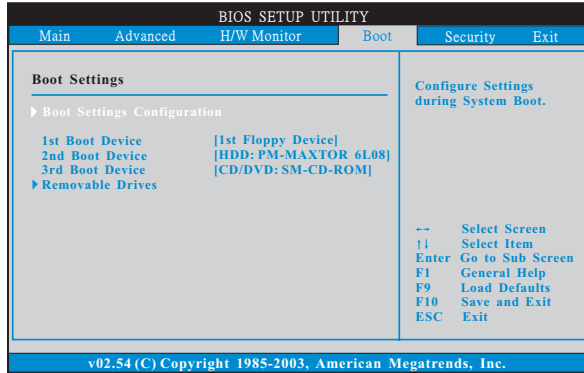 BIOS SETUP UTILITY
Main Advanced H/W Monitor Boot Security Exit
Boot Settings
Boot Settings Configuration
1st Boot Device [1st Floppy Device]
2nd Boot Device [HDD: PM-MAXTOR 6L08]
3rd Boot Device [CD/DVD: SM-CD-ROM]
Removable Drives
Configure Settings
during System Boot.
←→ Select Screen
↑↓ Select Item
Enter Go to Sub Screen
F1 General Help
F9 Load Defaults
F10 Save and Exit
ESC Exit
v02.54 (C) Copyright 1985-2003, American Megatrends, Inc.